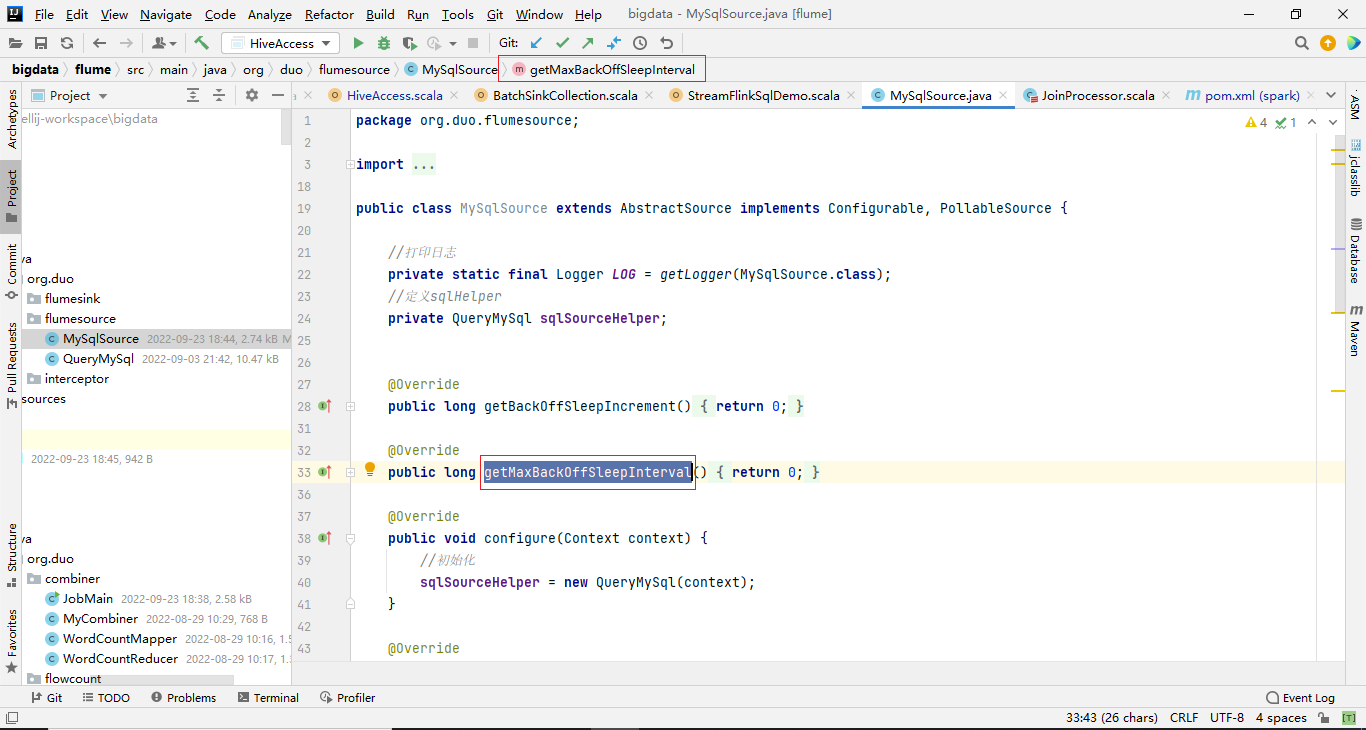 File Edit View Navigate Code Analyze Refactor Build Run Tools Git Window Help bigdata - MySqlSource.java [flume]
HiveAccess Git:
bigdata flume src main java org duo flumesource MySqlSource getMaxBackOffSleepInterval
Project HiveAccess.scala BatchSinkCollection.scala StreamFlinkSqlDemo.scala MySqlSource.java JoinProcessor.scala pom.xml (spark)
ellij-workspace\bigdata
va
org.duo
flumesink
flumesource
MySqlSource 2022-09-23 18:44, 2.74 kB M
QueryMySql 2022-09-03 21:42, 10.47 kB
interceptor
sources
2022-09-23 18:45, 942 B
va
org.duo
combiner
JobMain 2022-09-23 18:38, 2.58 kB
MyCombiner 2022-08-29 10:29, 768 B
WordCountMapper 2022-08-29 10:16, 1.5
WordCountReducer 2022-08-29 10:17, 1.
flowcount
Archetypes
Project
Commit
Pull Requests
Structure
Favorites
4 1
1 package org.duo.flumesource;
2
3 import ...
18
19 public class MySqlSource extends AbstractSource implements Configurable, PollableSource {
20
21 //打印日志
22 private static final Logger LOG = getLogger(MySqlSource.class);
23 //定义sqlHelper
24 private QueryMySql sqlSourceHelper;
25
26
27 @Override
28 public long getBackOffSleepIncrement() { return 0; }
31
32 @Override
33 public long getMaxBackOffSleepInterval() { return 0; }
36
37 @Override
38 public void configure(Context context) {
39 //初始化
40 sqlSourceHelper = new QueryMySql(context);
41 }
42
43 @Override
ASM
jclasslib
Database
Maven
Git TODO Problems Terminal Profiler Event Log
33:43 (26 chars) CRLF UTF-8 4 spaces [T]